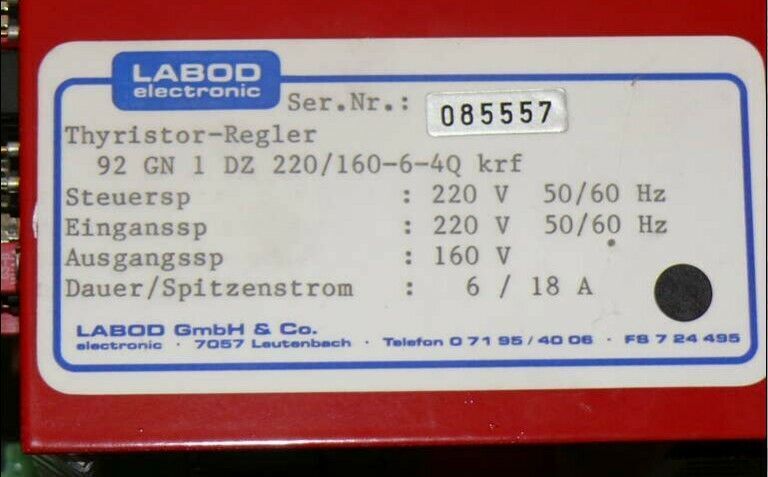 LABOD
electronic
Ser.Nr.: 085557
Thyristor-Regler
92 GN 1 DZ 220/160-6-4Q krf
Steuersp : 220 V 50/60 Hz
Eingansp : 220 V 50/60 Hz
Ausgangssp : 160 V
Dauer/Spitzenstrom : 6 / 18 A
LABOD GmbH & Co.
electronic · 7057 Leutenbach · Telefon 0 71 95 / 40 06 · FS 7 24 495